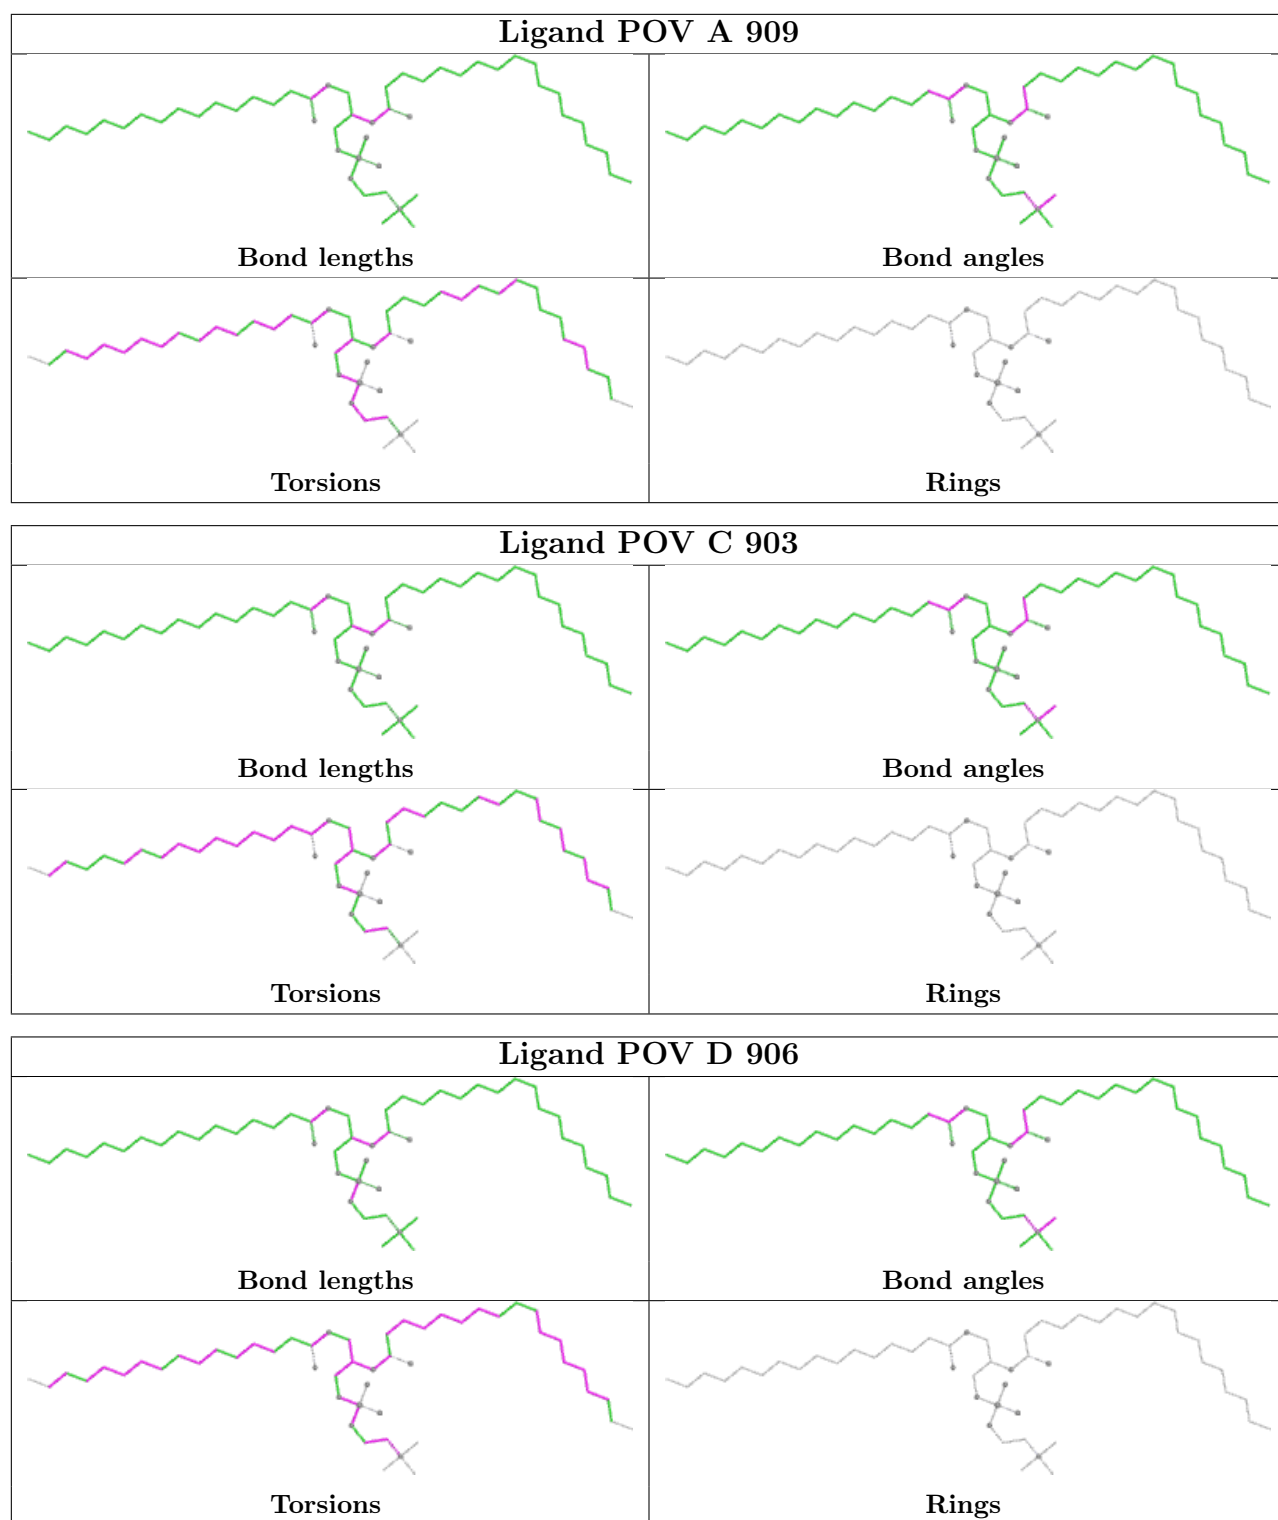 Ligand POV A 909
Bond lengths
Bond angles
Torsions
Rings
Ligand POV C 903
Bond lengths
Bond angles
Torsions
Rings
Ligand POV D 906
Bond lengths
Bond angles
Torsions
Rings